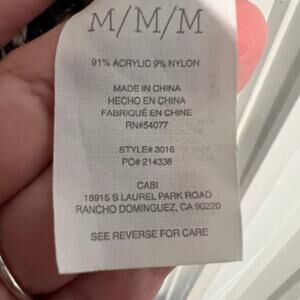 M/M/M
91% ACRYLIC 9% NYLON
MADE IN CHINA
HECHO EN CHINA
FABRIQUÉ EN CHINE
RN#54077
STYLE# 3016
PO# 214338
CABI
18915 S LAUREL PARK ROAD
RANCHO DOMINGUEZ, CA 90220
SEE REVERSE FOR CARE